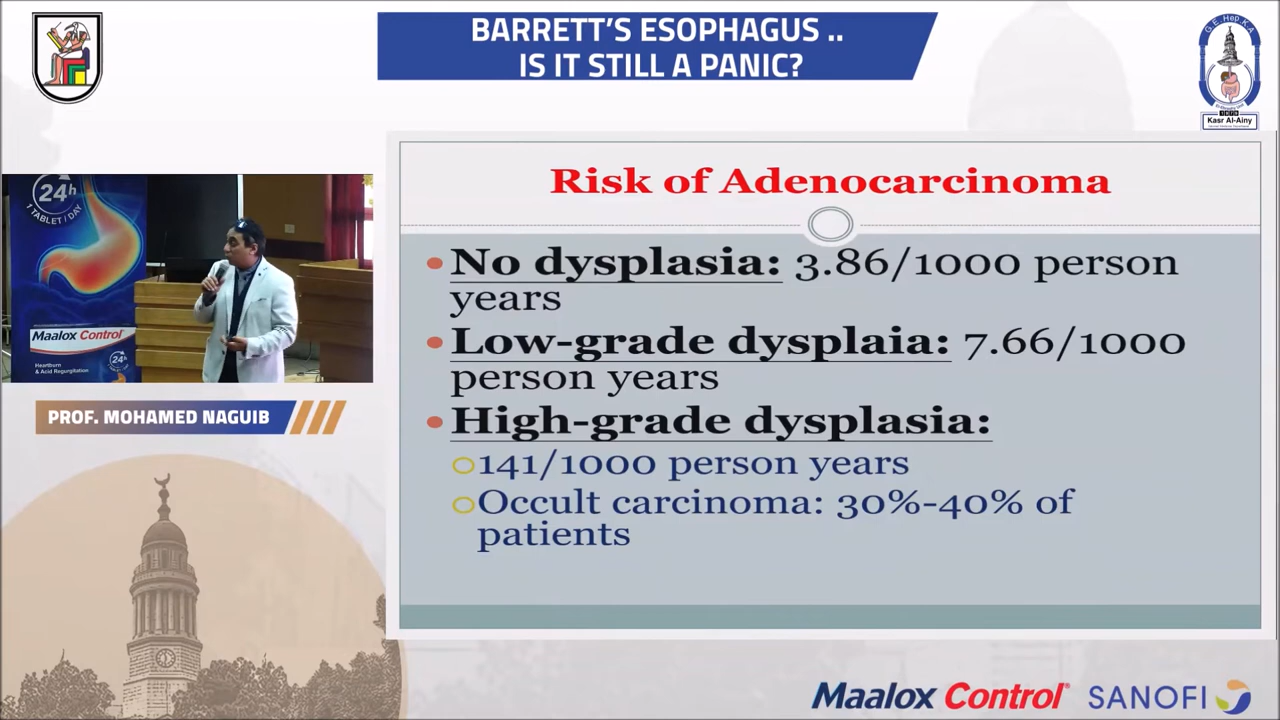 BARRETT'S ESOPHAGUS ..
IS IT STILL A PANIC?
G.E.Hep.K.A
Kasr Al-Ainy
Risk of Adenocarcinoma
No dysplasia: 3.86/1000 person
years
Low-grade dysplaia: 7.66/1000
person years
High-grade dysplasia:
141/1000 person years
Occult carcinoma: 30%-40% of
patients
24h
1 TABLET/DAY
Maalox Control
24h
Heartburn
& Acid Regurgitation
PROF. MOHAMED NAGUIB
Maalox Control®
SANOFI